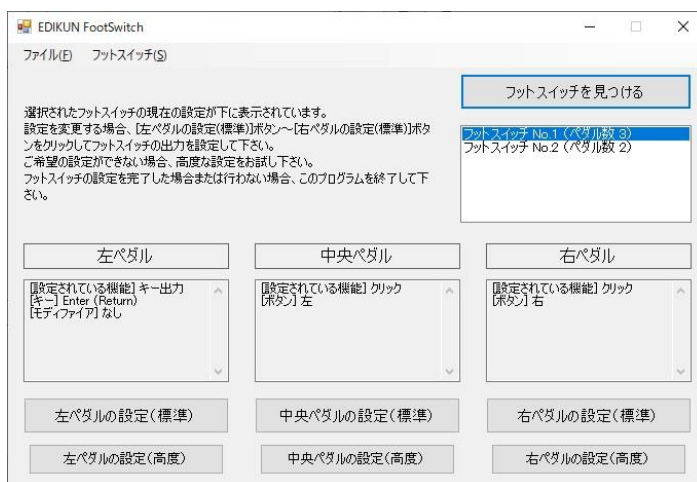 EDIKUN FootSwitch
ファイル(F) フットスイッチ(S)
フットスイッチを見つける
選択されたフットスイッチの現在の設定が下に表示されています。
設定を変更する場合、[左ペダルの設定(標準)]ボタン～[右ペダルの設定(標準)]ボタ
ンをクリックしてフットスイッチの出力を設定して下さい。
ご希望の設定ができない場合、高度な設定をお試し下さい。
フットスイッチの設定を完了した場合または行わない場合、このプログラムを終了して下
さい。
フットスイッチ No.1 (ペダル数 3)
フットスイッチ No.2 (ペダル数 2)
左ペダル
中央ペダル
右ペダル
[設定されている機能] キー出力
[キー] Enter (Return)
[モディファイア] なし
[設定されている機能] クリック
[ボタン] 左
[設定されている機能] クリック
[ボタン] 右
左ペダルの設定(標準)
中央ペダルの設定(標準)
右ペダルの設定(標準)
左ペダルの設定(高度)
中央ペダルの設定(高度)
右ペダルの設定(高度)